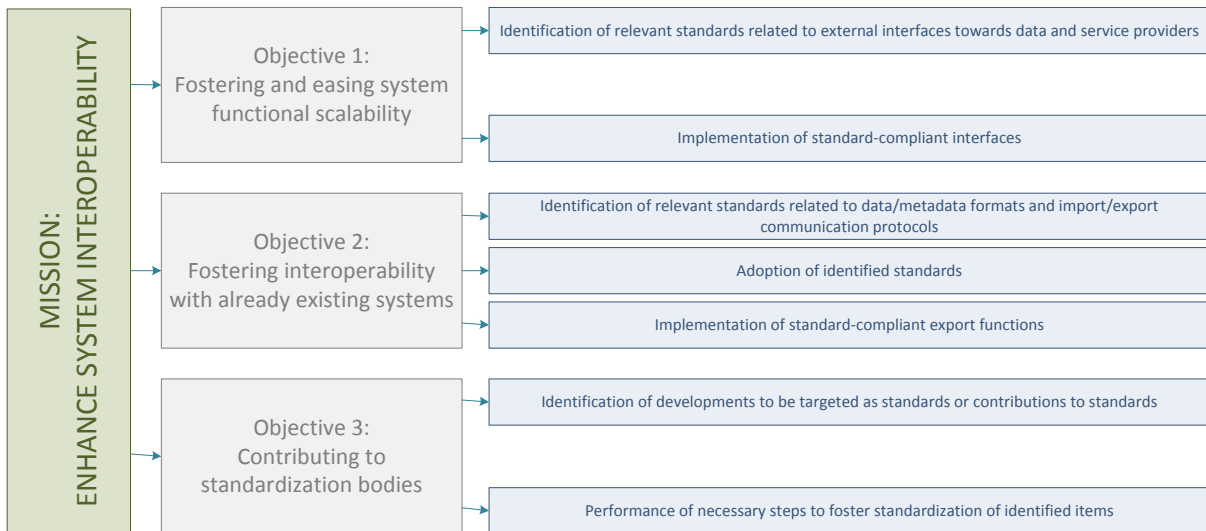 MISSION:
ENHANCE SYSTEM INTEROPERABILITY
Objective 1:
Fostering and easing system
functional scalability
Identification of relevant standards related to external interfaces towards data and service providers
Implementation of standard-compliant interfaces
Objective 2:
Fostering interoperability
with already existing systems
Identification of relevant standards related to data/metadata formats and import/export
communication protocols
Adoption of identified standards
Implementation of standard-compliant export functions
Objective 3:
Contributing to
standardization bodies
Identification of developments to be targeted as standards or contributions to standards
Performance of necessary steps to foster standardization of identified items